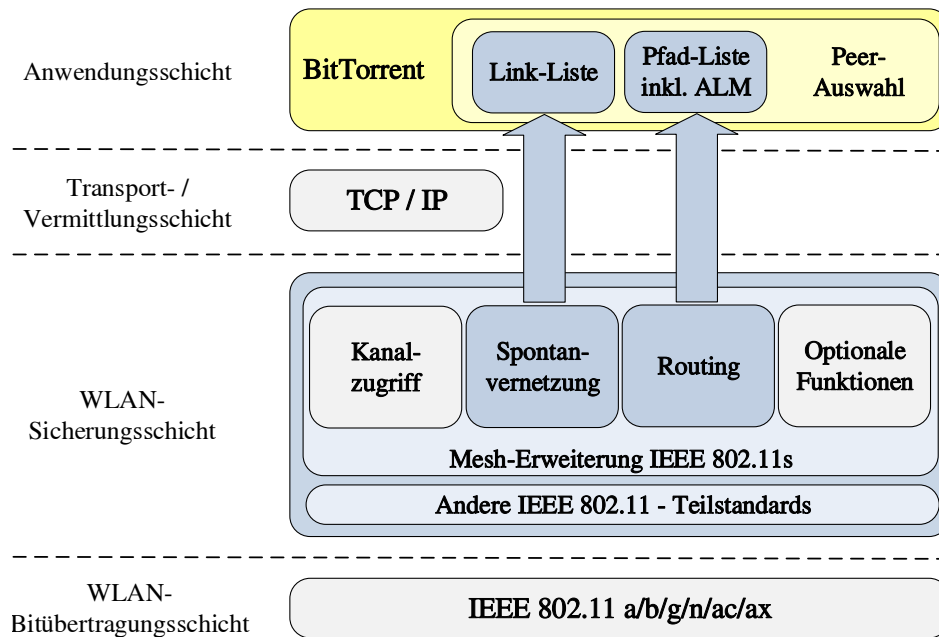 Anwendungsschicht
BitTorrent
Link-Liste
Pfad-Liste
inkl. ALM
Peer-
Auswahl
Transport- /
Vermittlungsschicht
TCP / IP
WLAN-
Sicherungsschicht
Kanal-
zugriff
Spontan-
vernetzung
Routing
Optionale
Funktionen
Mesh-Erweiterung IEEE 802.11s
Andere IEEE 802.11 - Teilstandards
WLAN-
Bitübertragungsschicht
IEEE 802.11 a/b/g/n/ac/ax